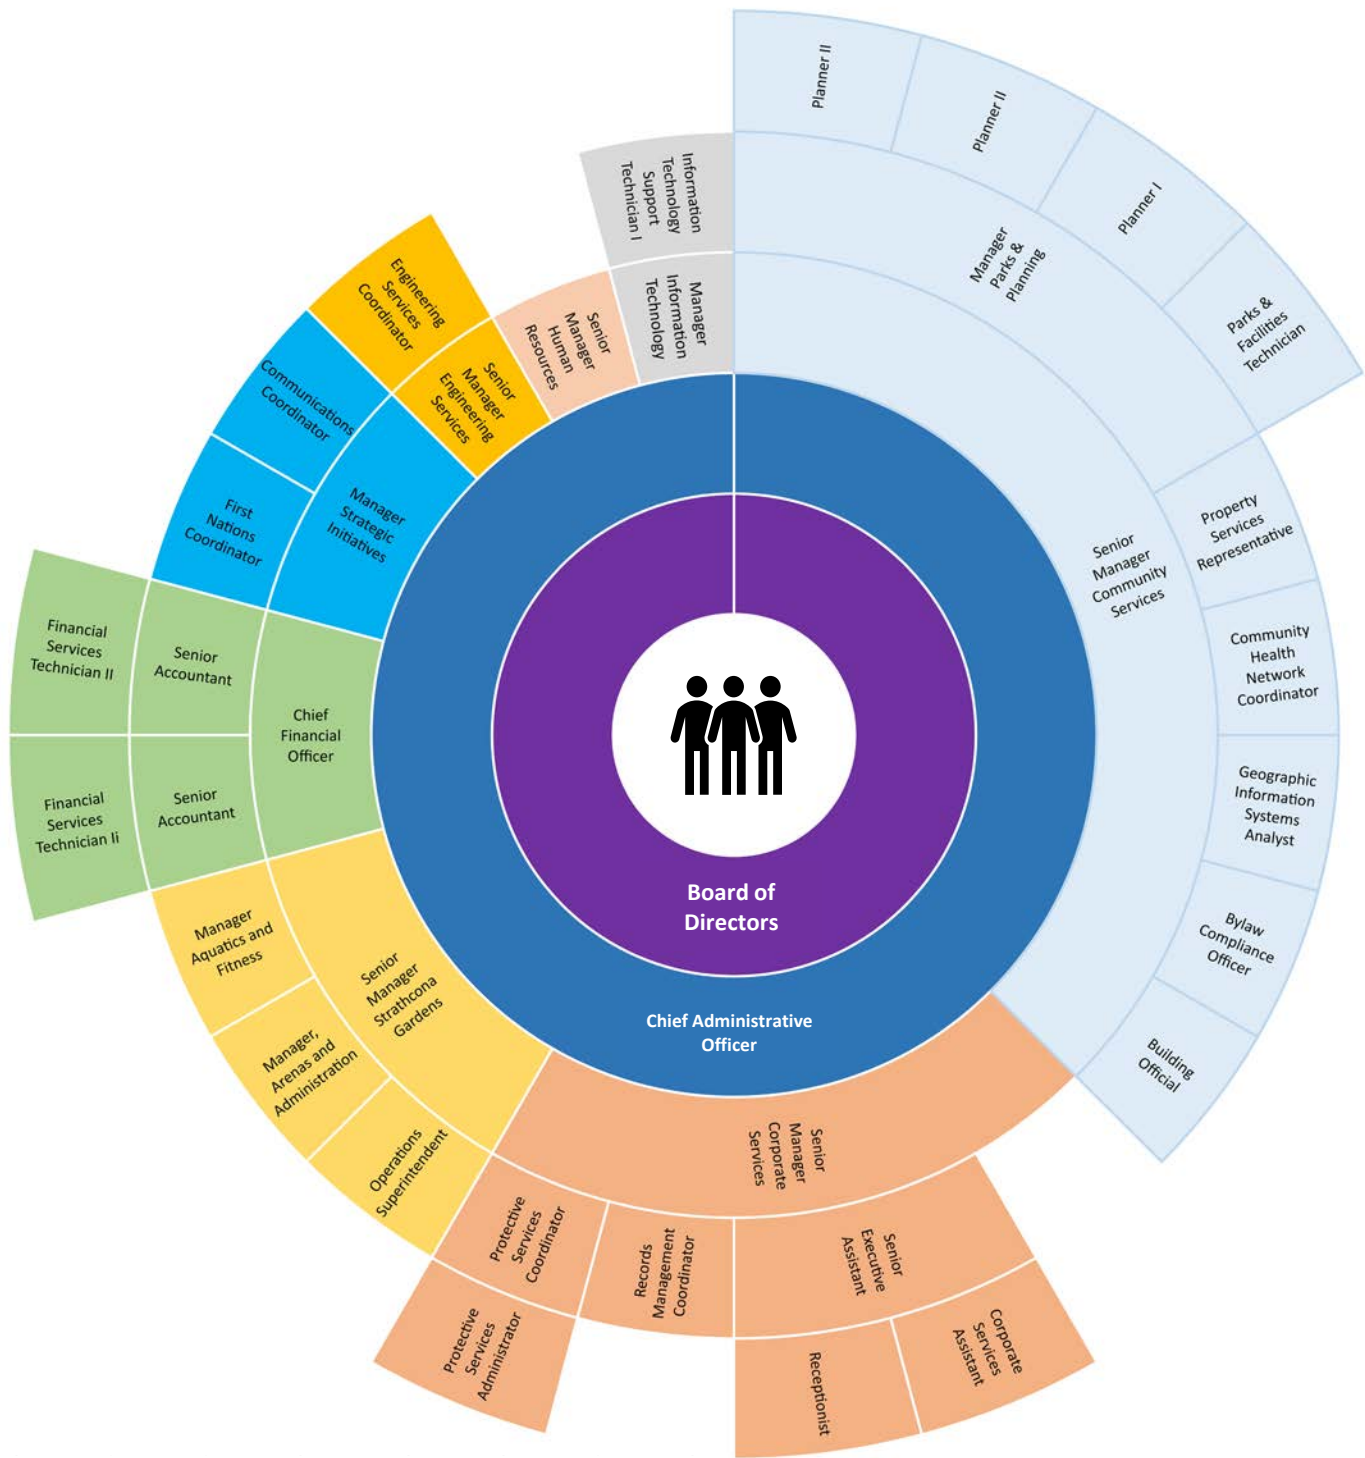 Planner II
Planner II
Planner I
Parks &
Facilities
Technician
Manager
Parks &
Planning
Senior
Manager
Community
Services
Property
Services
Representative
Community
Health
Network
Coordinator
Geographic
Information
Systems
Analyst
Bylaw
Compliance
Officer
Building
Official
Senior
Manager
Corporate
Services
Senior
Executive
Assistant
Corporate
Services
Assistant
Receptionist
Records
Management
Coordinator
Protective
Services
Coordinator
Protective
Services
Administrator
Senior
Manager
Strathcona
Gardens
Operations
Superintendent
Manager,
Arenas and
Administration
Manager
Aquatics and
Fitness
Chief
Financial
Officer
Senior
Accountant
Financial
Services
Technician Ii
Senior
Accountant
Financial
Services
Technician II
Manager
Strategic
Initiatives
First
Nations
Coordinator
Communications
Coordinator
Senior
Manager
Engineering
Services
Engineering
Services
Coordinator
Senior
Manager
Human
Resources
Manager
Information
Technology
Information
Technology
Support
Technician I
Board of
Directors
Chief Administrative
Officer